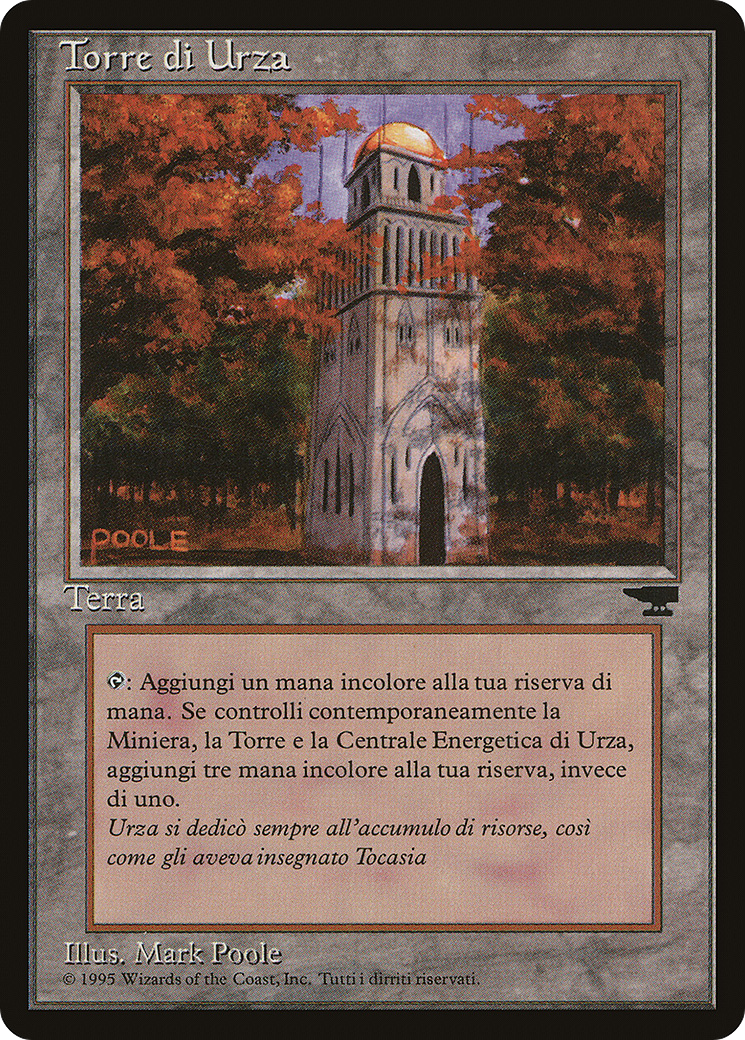 Torre di Urza
POOLE
Terra
: Aggiungi un mana incolore alla tua riserva di
mana. Se controlli contemporaneamente la
Miniera, la Torre e la Centrale Energetica di Urza,
aggiungi tre mana incolore alla tua riserva, invece
di uno.
Urza si dedicò sempre all'accumulo di risorse, così
come gli aveva insegnato Tocasia
Illus. Mark Poole
© 1995 Wizards of the Coast, Inc. Tutti i dirriti riservati.